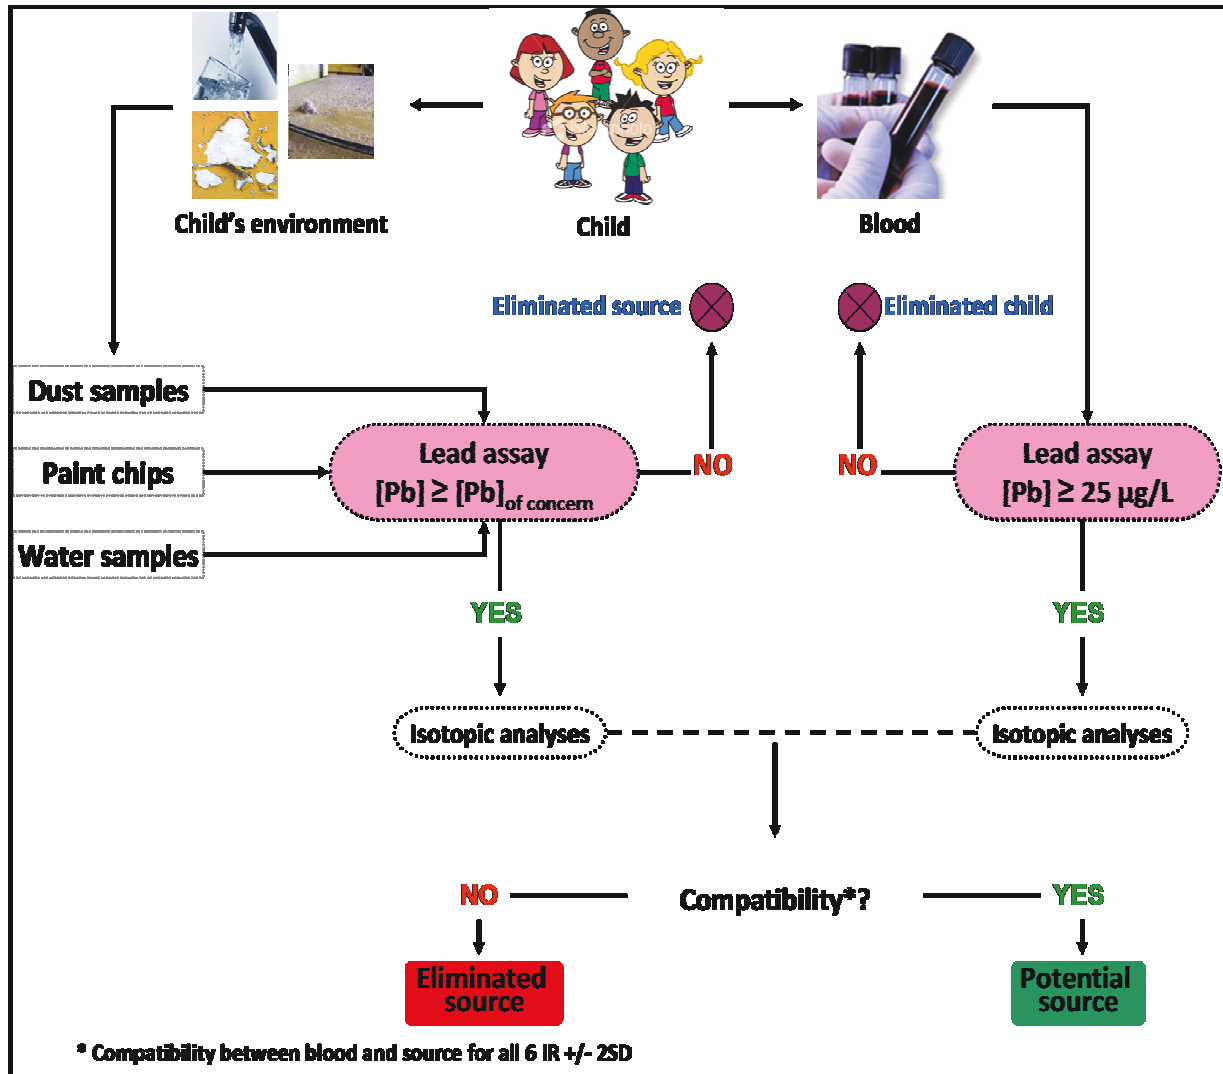 Child's environment
Child
Blood
Eliminated source
Eliminated child
Dust samples
Paint chips
Water samples
Lead assay
[Pb] ≥ [Pb]of concern
NO
NO
Lead assay
[Pb] ≥ 25 µg/L
YES
YES
Isotopic analyses
Isotopic analyses
NO
Compatibility*?
YES
Eliminated
source
Potential
source
* Compatibility between blood and source for all 6 IR +/- 2SD